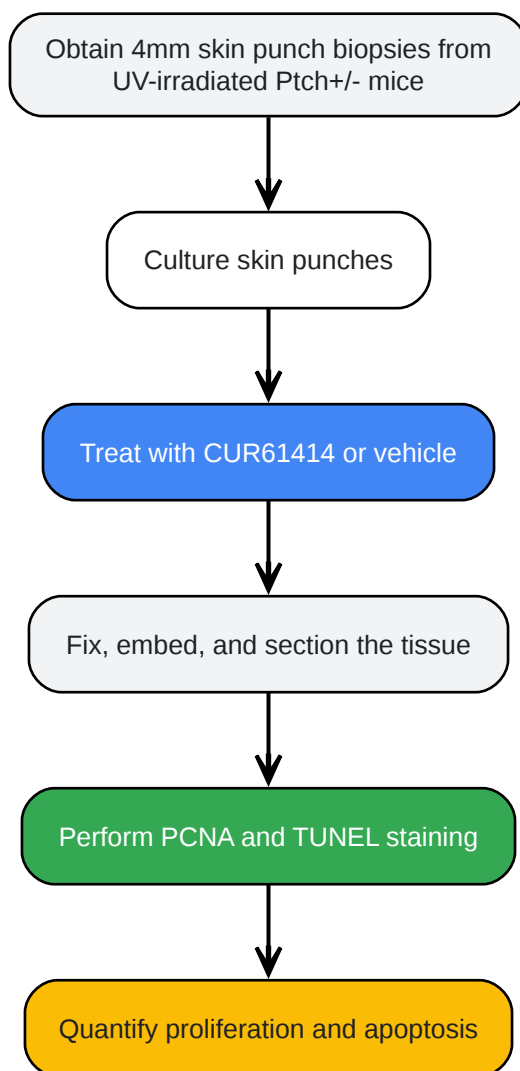 Obtain 4mm skin punch biopsies from
UV-irradiated Ptch+/- mice
Culture skin punches
Treat with CUR61414 or vehicle
Fix, embed, and section the tissue
Perform PCNA and TUNEL staining
Quantify proliferation and apoptosis